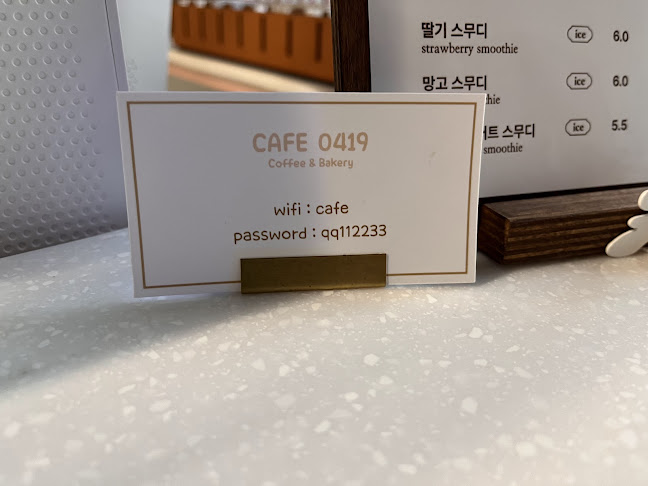 CAFE 0419
Coffee & Bakery
wifi : cafe
password : qq112233
딸기 스무디 ice 6.0
strawberry smoothie
망고 스무디 ice 6.0
스무디 ice 5.5
smoothie